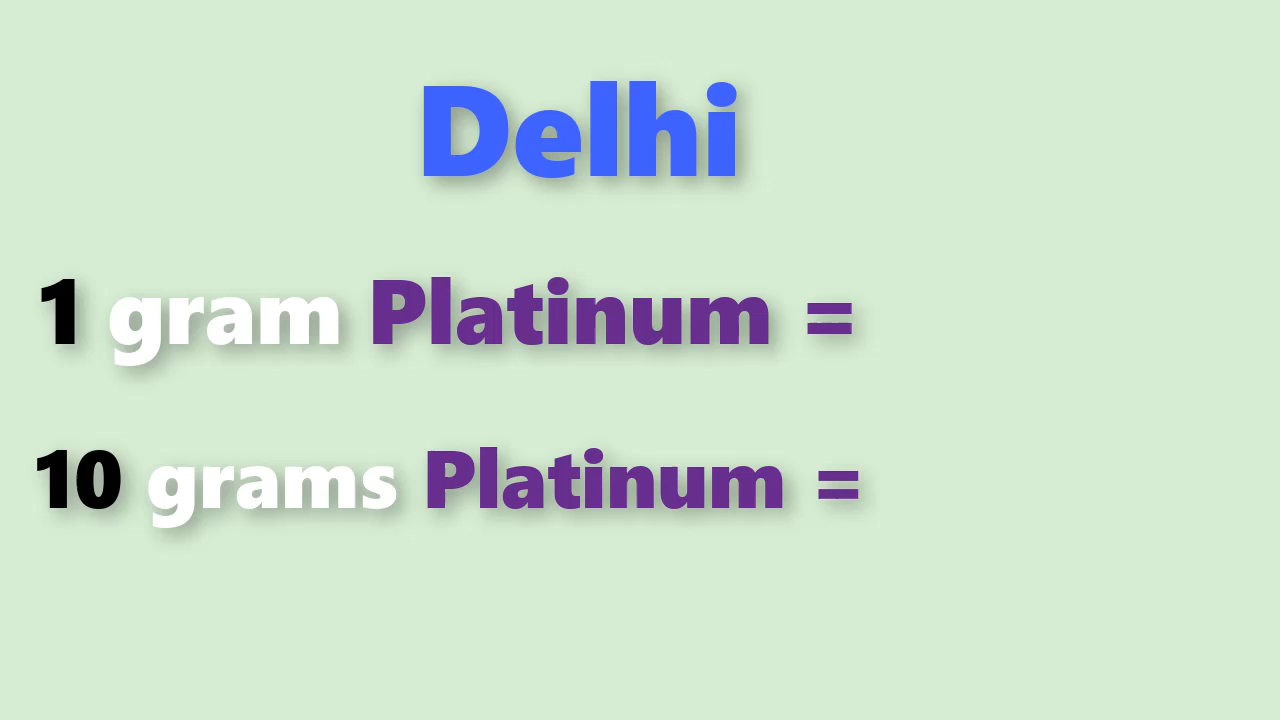 Delhi
1 gram Platinum =
10 grams Platinum =